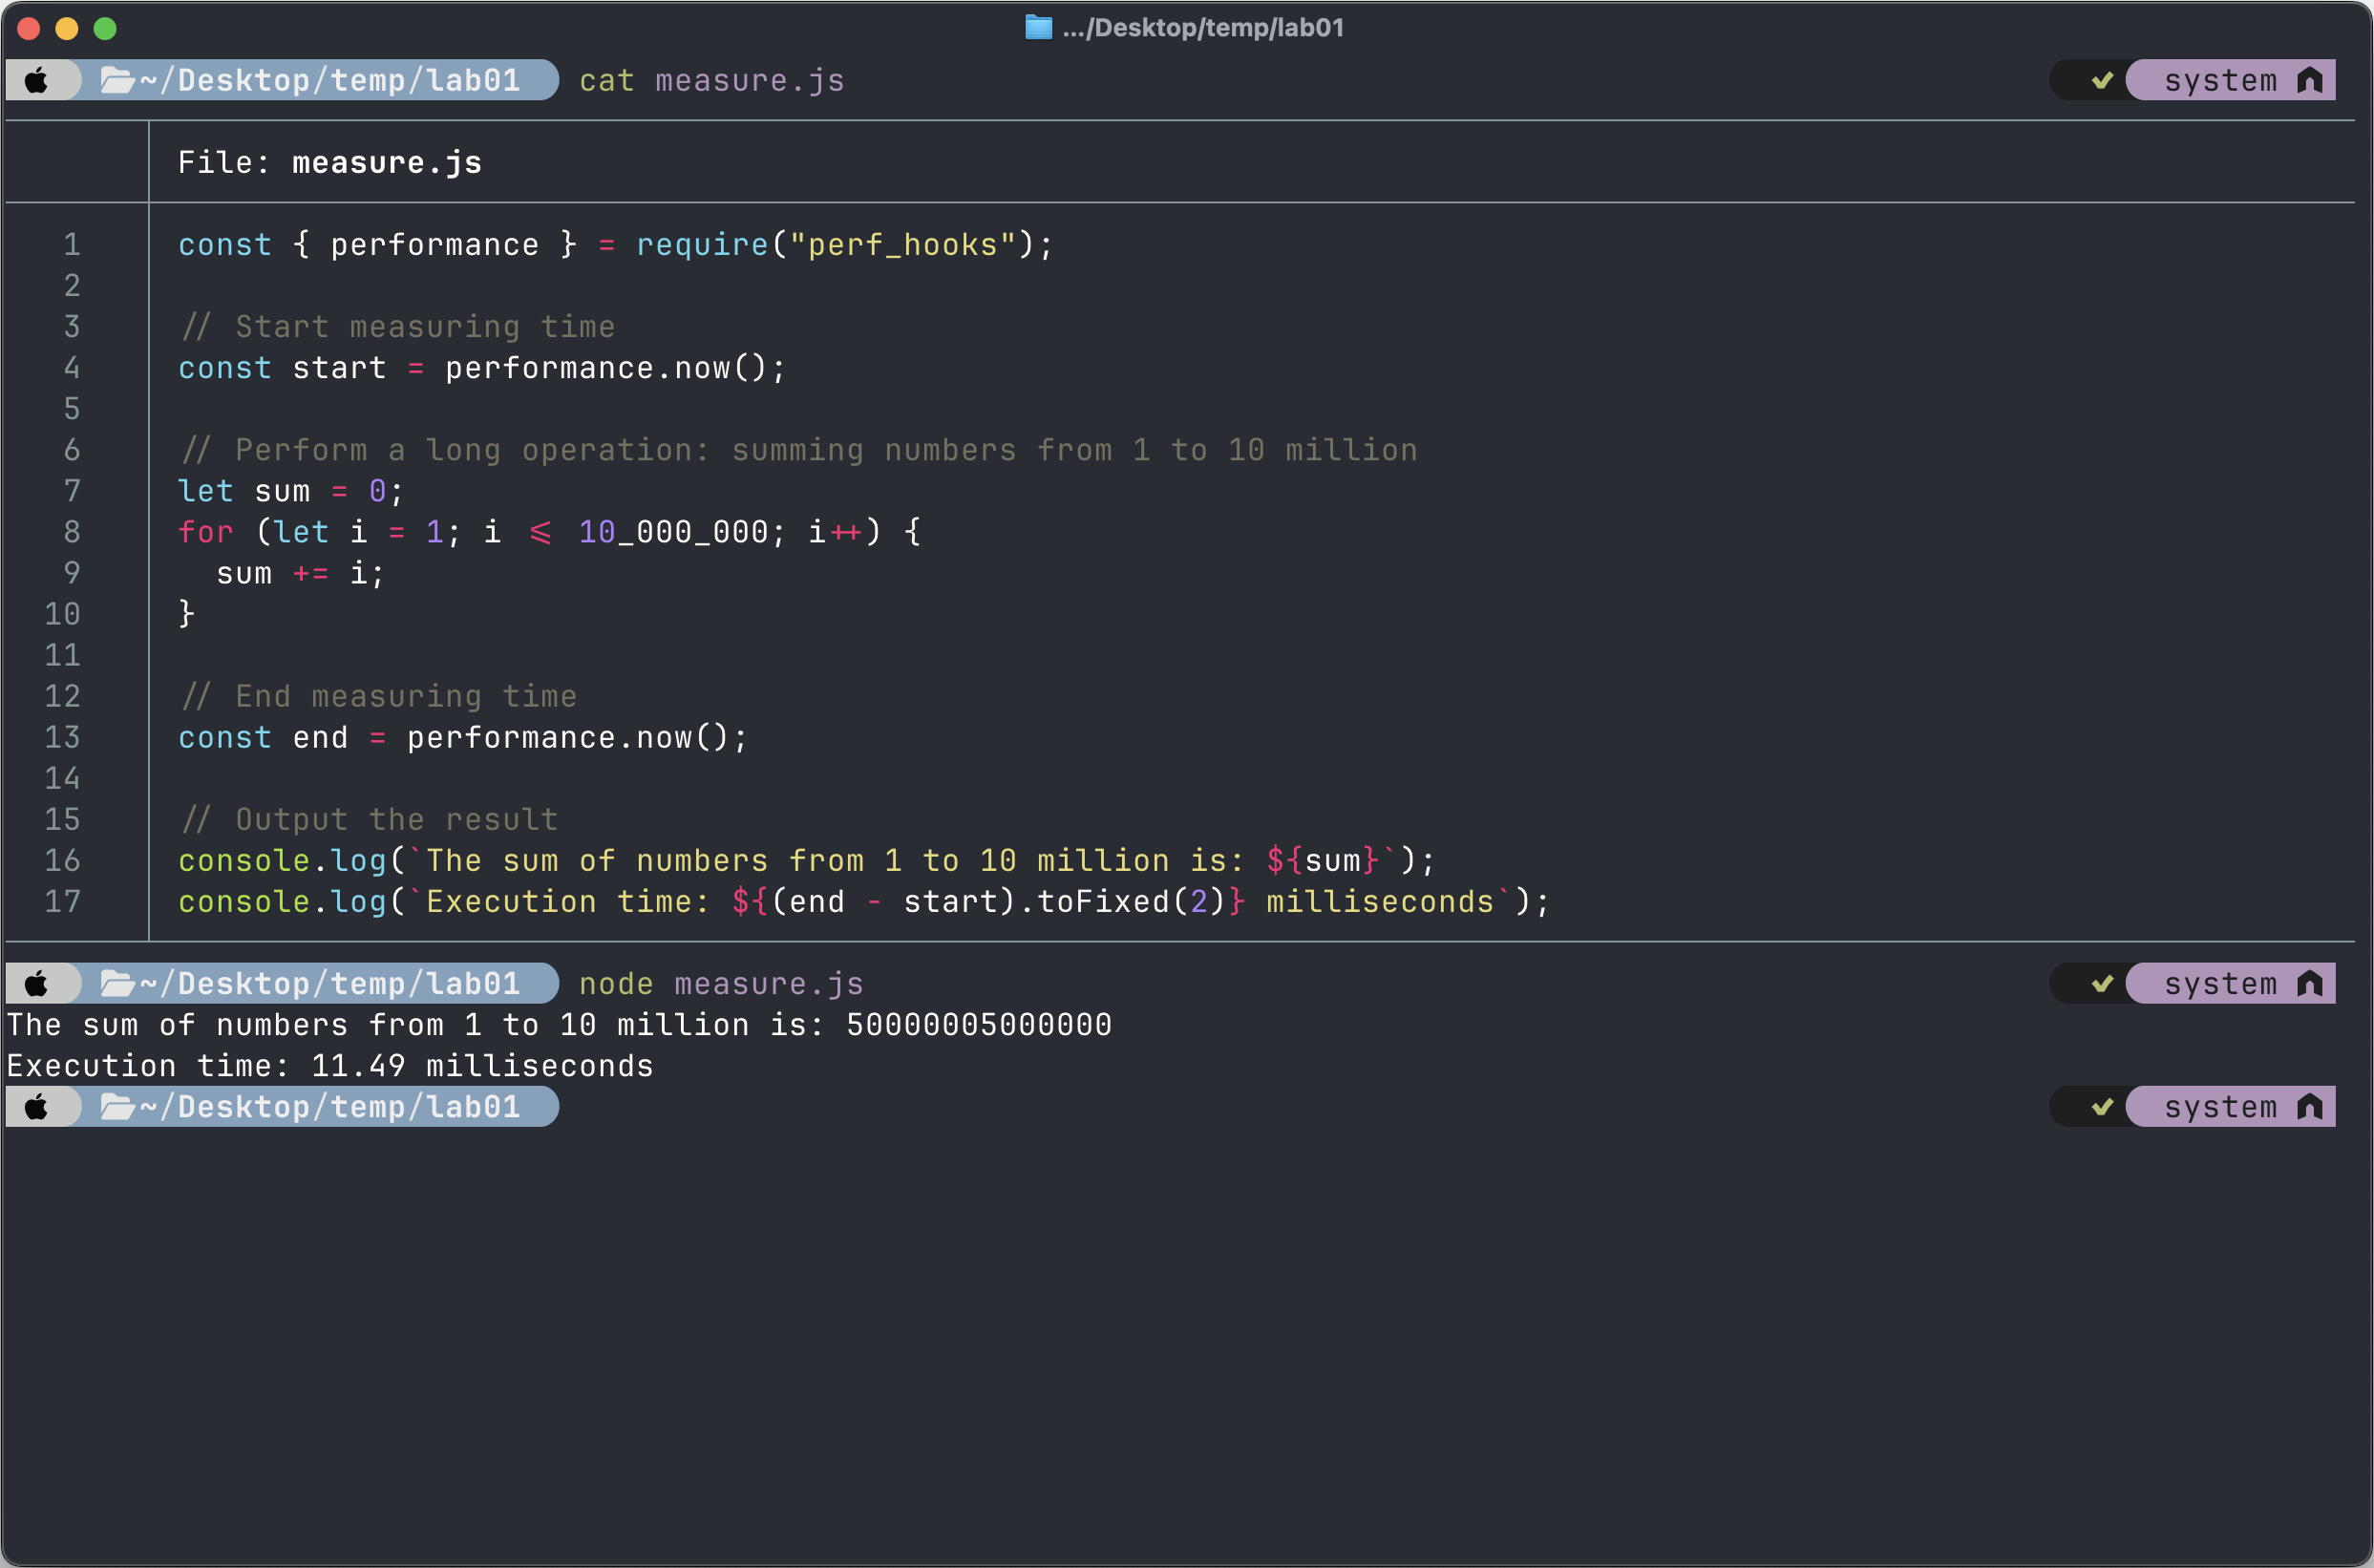 .../Desktop/temp/lab01
~/Desktop/temp/lab01 cat measure.js system
File: measure.js
1 const { performance } = require("perf_hooks");
2
3 // Start measuring time
4 const start = performance.now();
5
6 // Perform a long operation: summing numbers from 1 to 10 million
7 let sum = 0;
8 for (let i = 1; i <= 10_000_000; i++) {
9   sum += i;
10 }
11
12 // End measuring time
13 const end = performance.now();
14
15 // Output the result
16 console.log(`The sum of numbers from 1 to 10 million is: ${sum}`);
17 console.log(`Execution time: ${(end - start).toFixed(2)} milliseconds`);
~/Desktop/temp/lab01 node measure.js system
The sum of numbers from 1 to 10 million is: 50000005000000
Execution time: 11.49 milliseconds
~/Desktop/temp/lab01 system